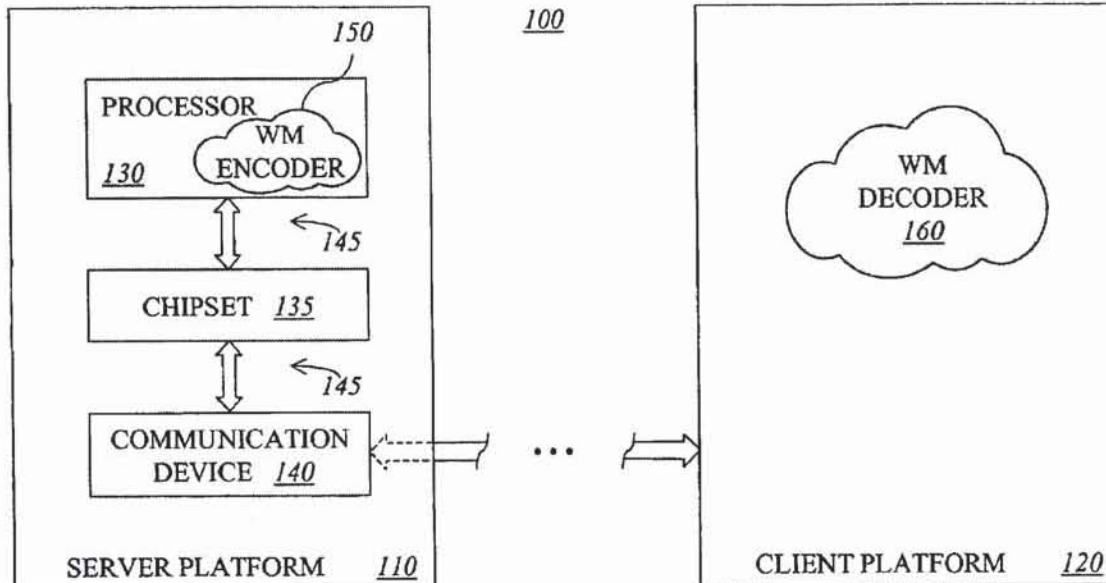 100
150
PROCESSOR
WM
ENCODER
130
145
CHIPSET 135
145
COMMUNICATION
DEVICE 140
...
SERVER PLATFORM 110
WM
DECODER
160
CLIENT PLATFORM 120